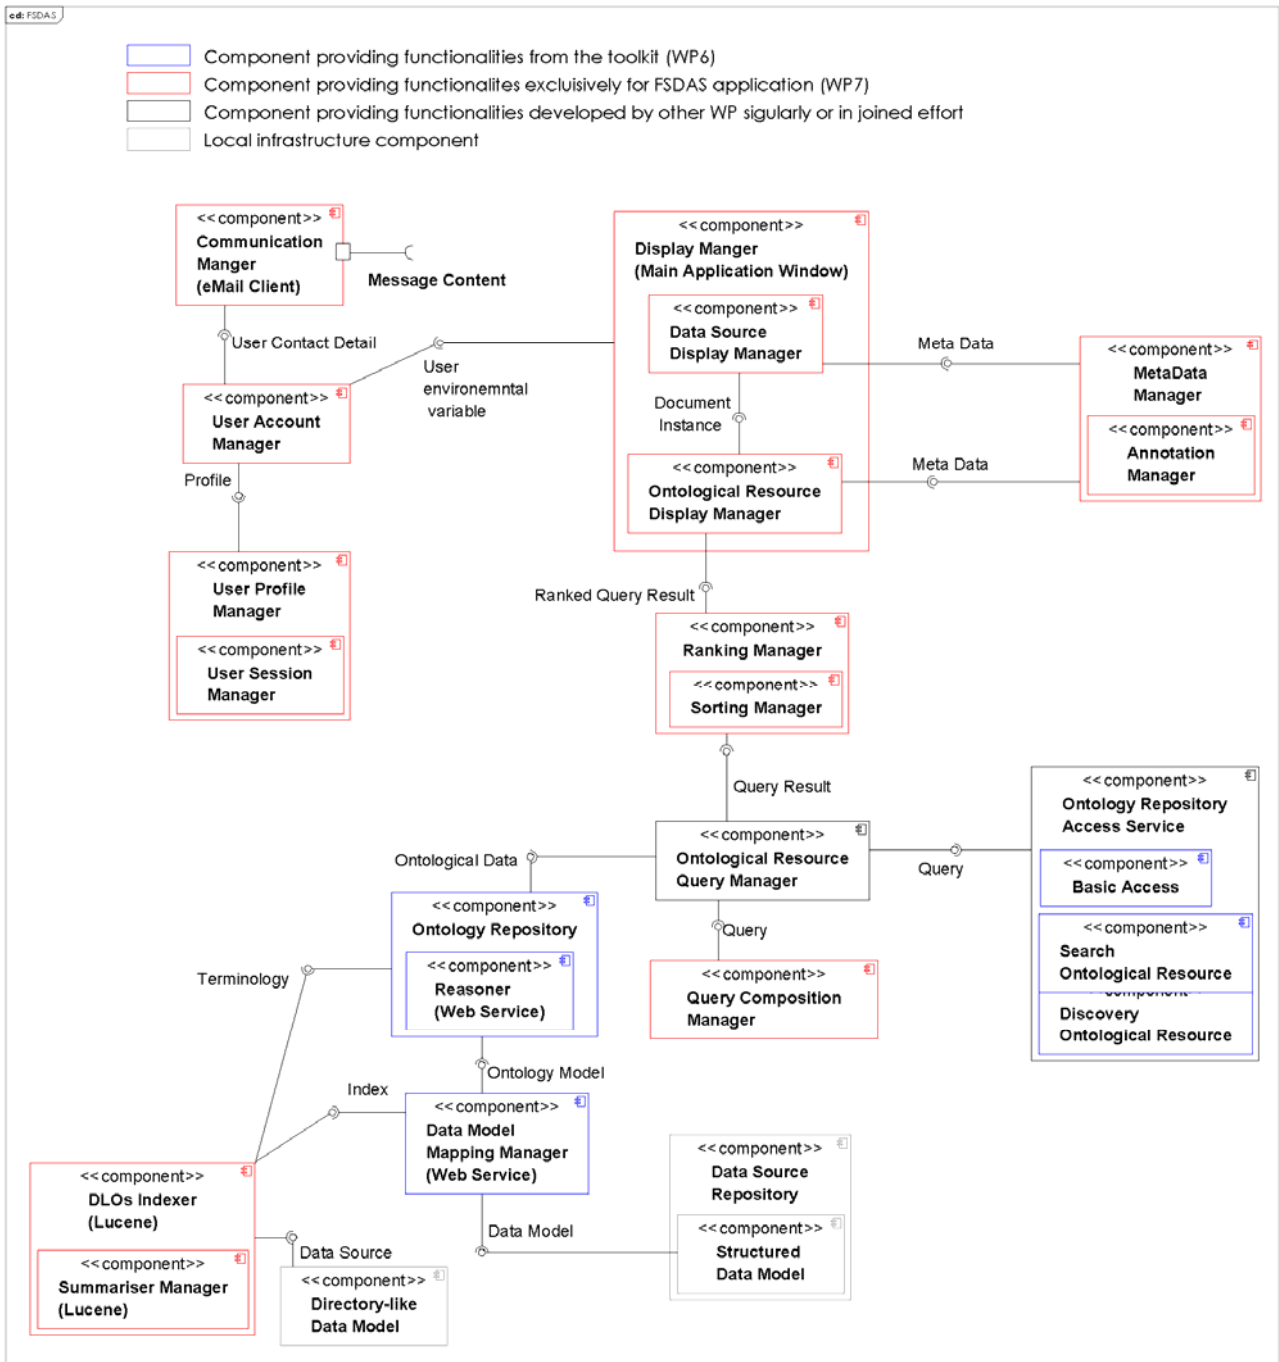 cd: FSDAS
Component providing functionalities from the toolkit (WP6)
Component providing functionalites excluisively for FSDAS application (WP7)
Component providing functionalities developed by other WP sigularly or in joined effort
Local infrastructure component
<<component>>
Communication
Manger
(eMail Client)
Message Content
<<component>>
Display Manger
(Main Application Window)
<<component>>
Data Source
Display Manager
User Contact Detail
User
environemntal
variable
Meta Data
<<component>>
MetaData
Manager
<<component>>
User Account
Manager
Document
Instance
<<component>>
Annotation
Manager
Profile
<<component>>
Ontological Resource
Display Manager
Meta Data
<<component>>
User Profile
Manager
<<component>>
User Session
Manager
Ranked Query Result
<<component>>
Ranking Manager
<<component>>
Sorting Manager
Query Result
<<component>>
Ontology Repository
Access Service
<<component>>
Basic Access
<<component>>
Search
Ontological Resource
<<component>>
Discovery
Ontological Resource
<<component>>
Ontological Resource
Query Manager
Query
Ontological Data
<<component>>
Ontology Repository
<<component>>
Reasoner
(Web Service)
Query
<<component>>
Query Composition
Manager
Terminology
Ontology Model
Index
<<component>>
Data Model
Mapping Manager
(Web Service)
<<component>>
Data Source
Repository
<<component>>
Structured
Data Model
Data Model
<<component>>
DLOs Indexer
(Lucene)
<<component>>
Summariser Manager
(Lucene)
Data Source
<<component>>
Directory-like
Data Model